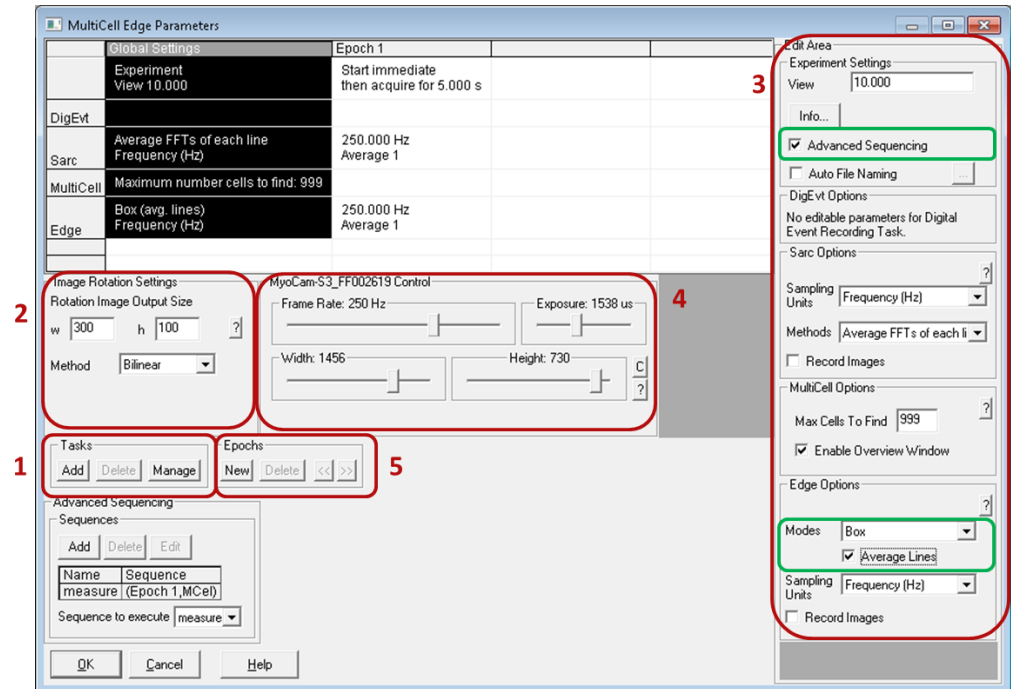 MultiCell Edge Parameters
Global Settings Epoch 1
Experiment Start immediate
View 10.000 then acquire for 5.000 s
DigEvt
Average FFTs of each line 250.000 Hz
Sarc Frequency (Hz) Average 1
MultiCell Maximum number cells to find: 999
Box (avg. lines) 250.000 Hz
Edge Frequency (Hz) Average 1
2
Image Rotation Settings
Rotation Image Output Size
w 300 h 100 ?
Method Bilinear
MyoCam-S3_FF002619 Control
4
Frame Rate: 250 Hz Exposure: 1538 us
Width: 1456 Height: 730 C
?
1
Tasks
Add Delete Manage
Epochs
New Delete << >>
5
Advanced Sequencing
Sequences
Add Delete Edit
Name Sequence
measure (Epoch 1,MCel)
Sequence to execute measure
OK Cancel Help
3
Edit Area
Experiment Settings
View 10.000
Info...
Advanced Sequencing
Auto File Naming ...
DigEvt Options
No editable parameters for Digital
Event Recording Task.
Sarc Options
?
Sampling
Units Frequency (Hz)
Methods Average FFTs of each li
Record Images
MultiCell Options
?
Max Cells To Find 999
Enable Overview Window
Edge Options
?
Modes Box
Average Lines
Sampling
Units Frequency (Hz)
Record Images